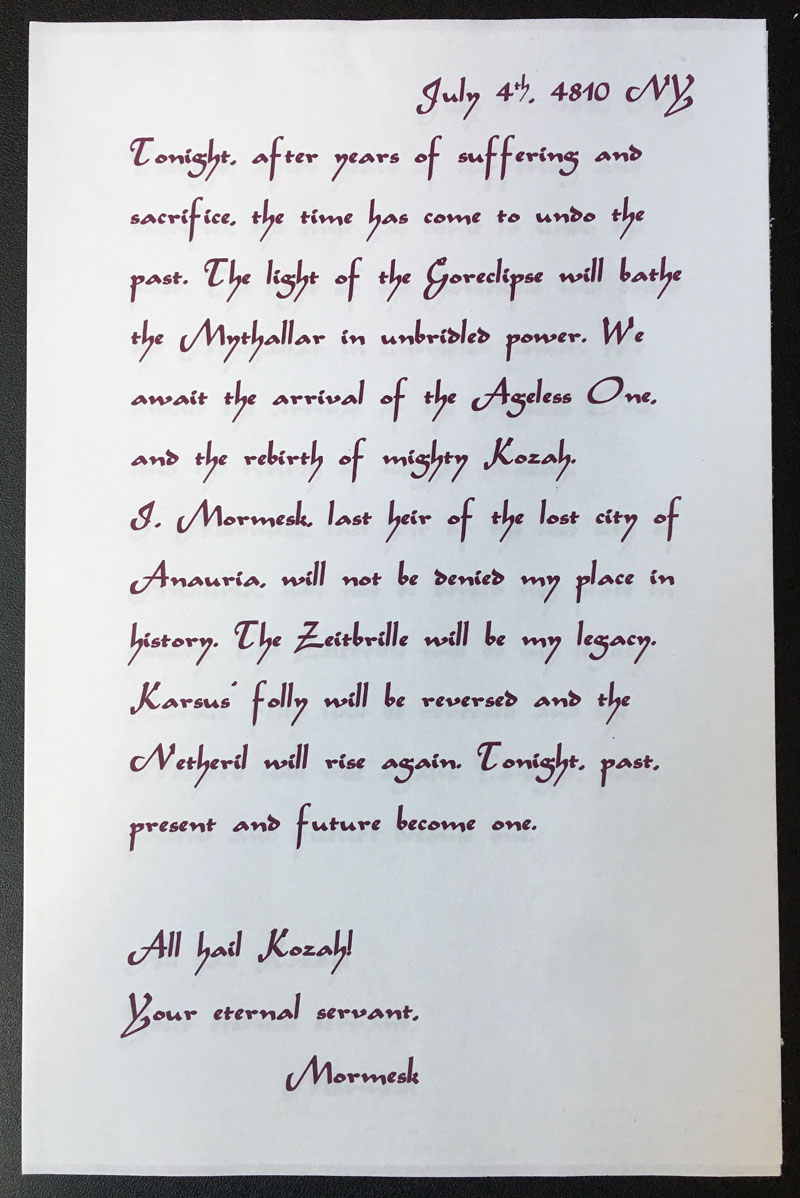 July 4th, 4810 NY
Tonight, after years of suffering and
sacrifice, the time has come to undo the
past. The light of the Goreclipse will bathe
the Mythallar in unbridled power. We
await the arrival of the Ageless One,
and the rebirth of mighty Kozah.
I, Mormesk, last heir of the lost city of
Anauria, will not be denied my place in
history. The Zeitbrille will be my legacy.
Karsus' folly will be reversed and the
Netheril will rise again. Tonight, past,
present and future become one.
All hail Kozah!
Your eternal servant,
Mormesk